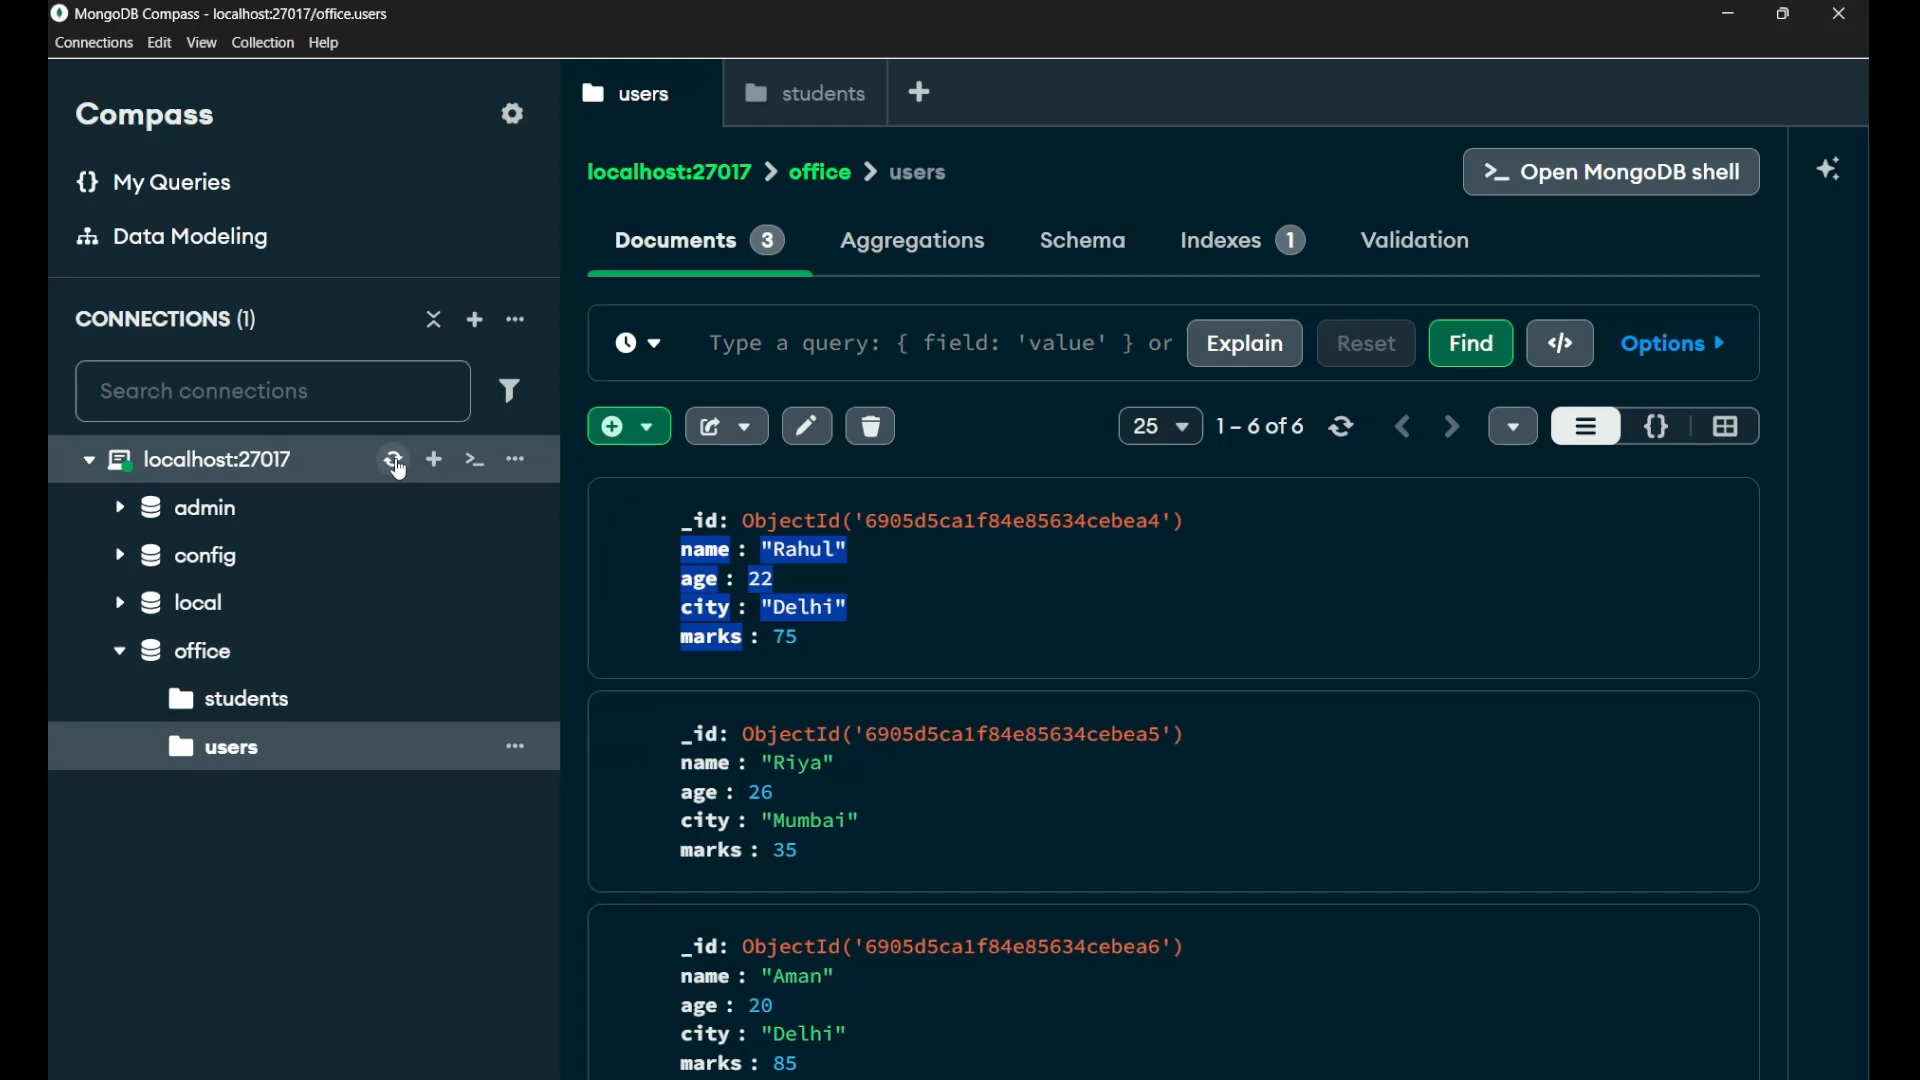 MongoDB Compass - localhost:27017/office.users
Connections Edit View Collection Help
Compass
{} My Queries
Data Modeling
CONNECTIONS (1)
Search connections
localhost:27017
admin
config
local
office
students
users
users students
localhost:27017 > office > users
>_ Open MongoDB shell
Documents 3 Aggregations Schema Indexes 1 Validation
Type a query: { field: 'value' } or Explain Reset Find </> Options
25 1 – 6 of 6 {}
_id: ObjectId('6905d5ca1f84e85634cebea4')
name : "Rahul"
age : 22
city : "Delhi"
marks : 75
_id: ObjectId('6905d5ca1f84e85634cebea5')
name : "Riya"
age : 26
city : "Mumbai"
marks : 35
_id: ObjectId('6905d5ca1f84e85634cebea6')
name : "Aman"
age : 20
city : "Delhi"
marks : 85